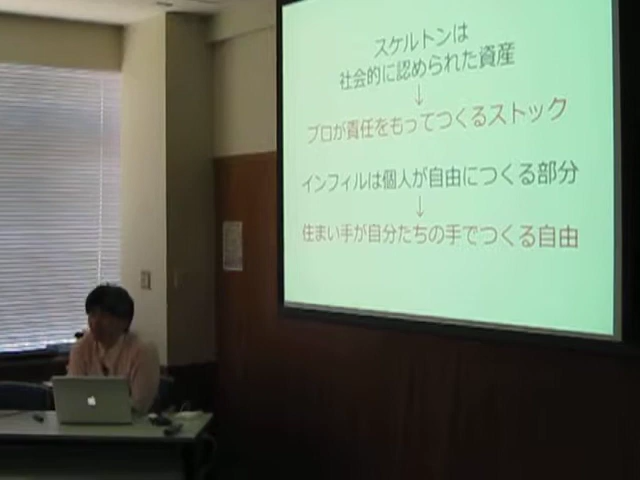 スケルトンは
社会的に認められた資産
↓
プロが責任をもってつくるストック
インフィルは個人が自由につくる部分
↓
住まい手が自分たちの手でつくる自由